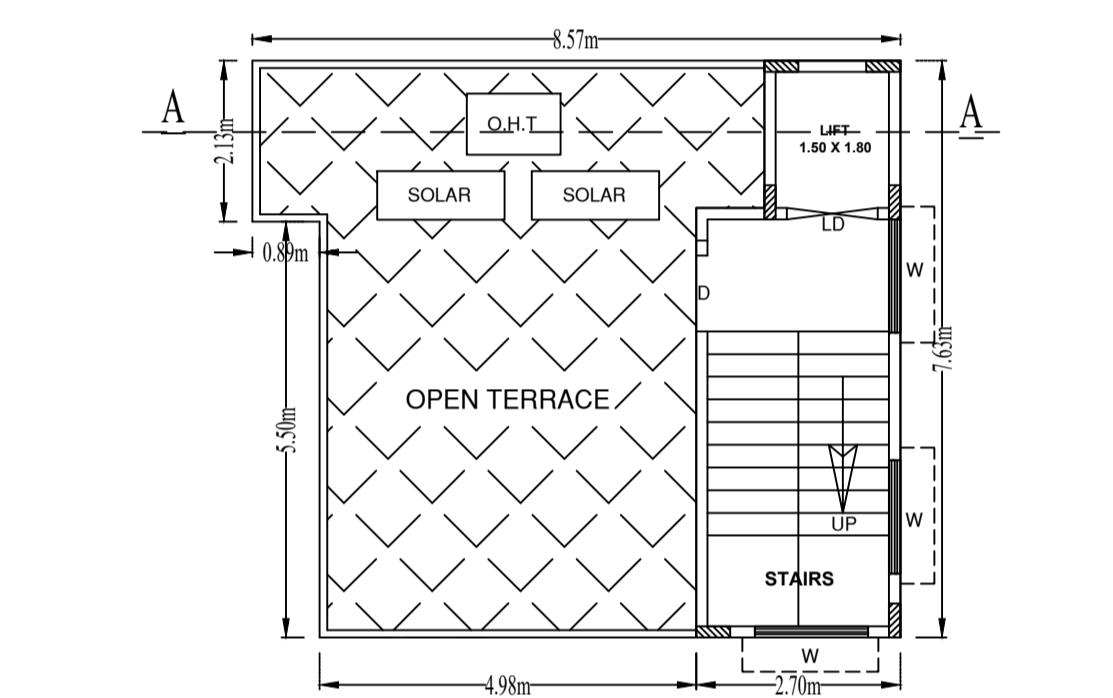 8.57m
A
A
2.13m
O.H.T
LIFT
1.50 X 1.80
SOLAR
SOLAR
LD
0.89m
W
D
7.63m
OPEN TERRACE
5.50m
UP
W
STAIRS
W
4.98m
2.70m